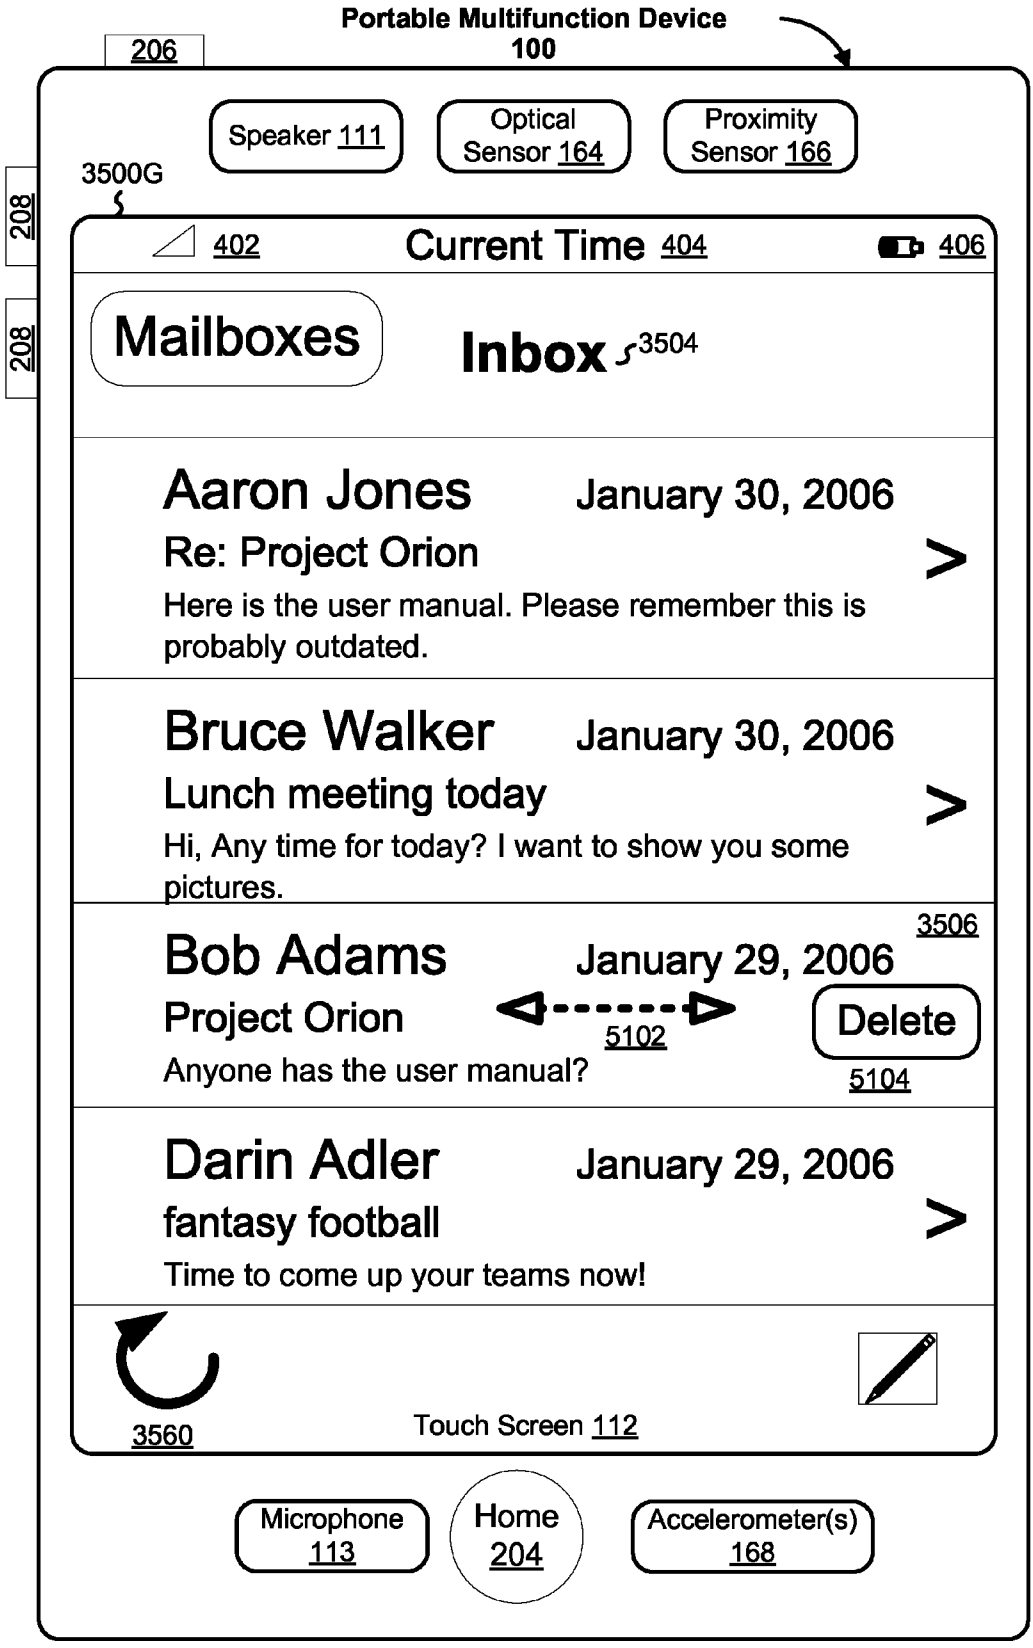 Portable Multifunction Device
100
206
Speaker 111
Optical
Sensor 164
Proximity
Sensor 166
3500G
208
208
402
Current Time 404
406
Mailboxes
Inbox
3504
Aaron Jones January 30, 2006
Re: Project Orion
>
Here is the user manual. Please remember this is
probably outdated.
Bruce Walker January 30, 2006
Lunch meeting today
>
Hi, Any time for today? I want to show you some
pictures.
3506
Bob Adams January 29, 2006
Project Orion
5102
Delete
Anyone has the user manual?
5104
Darin Adler January 29, 2006
fantasy football
>
Time to come up your teams now!
3560
Touch Screen 112
Microphone
113
Home
204
Accelerometer(s)
168